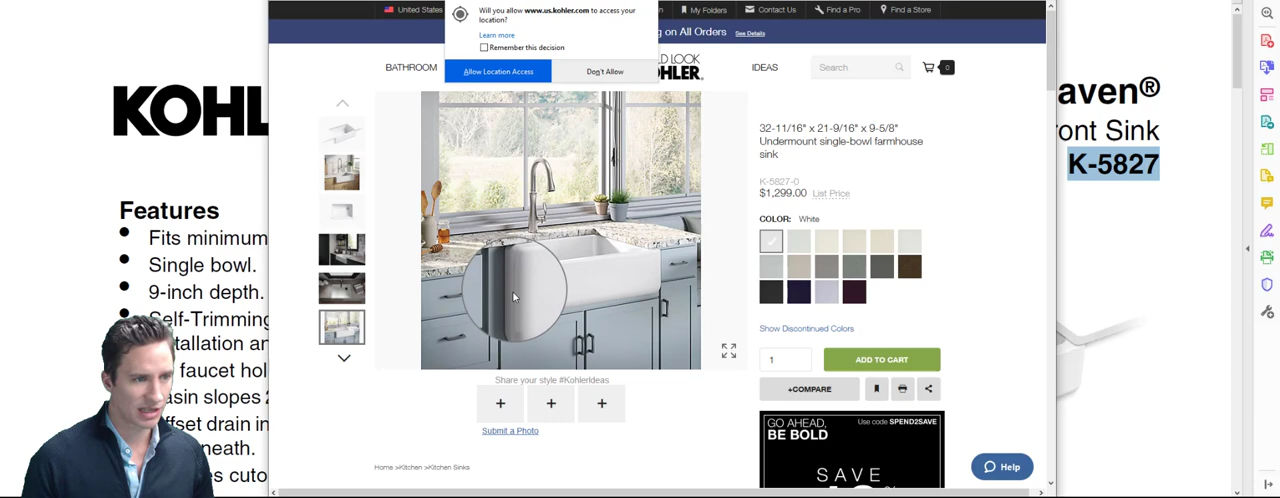 United States
My Folders
Contact Us
Find a Pro
Find a Store
Will you allow www.us.kohler.com to access your
location?
Learn more
Remember this decision
Allow Location Access
Don't Allow
g on All Orders See Details
BATHROOM
LD LOOK
OHLER®
IDEAS
Search
0
KOHL
aven®
ront Sink
K-5827
Features
Fits minimum
Single bowl.
9-inch depth.
Self-Trimming
tallation an
faucet hol
asin slopes 2
ffset drain in
neath.
es cuto
32-11/16" x 21-9/16" x 9-5/8"
Undermount single-bowl farmhouse
sink
K-5827-0
$1,299.00 List Price
COLOR: White
Show Discontinued Colors
1
ADD TO CART
+COMPARE
Share your style #KohlerIdeas
+ + +
Submit a Photo
GO AHEAD,
BE BOLD
Use code SPEND2SAVE
SAVE
Home >Kitchen >Kitchen Sinks
Help